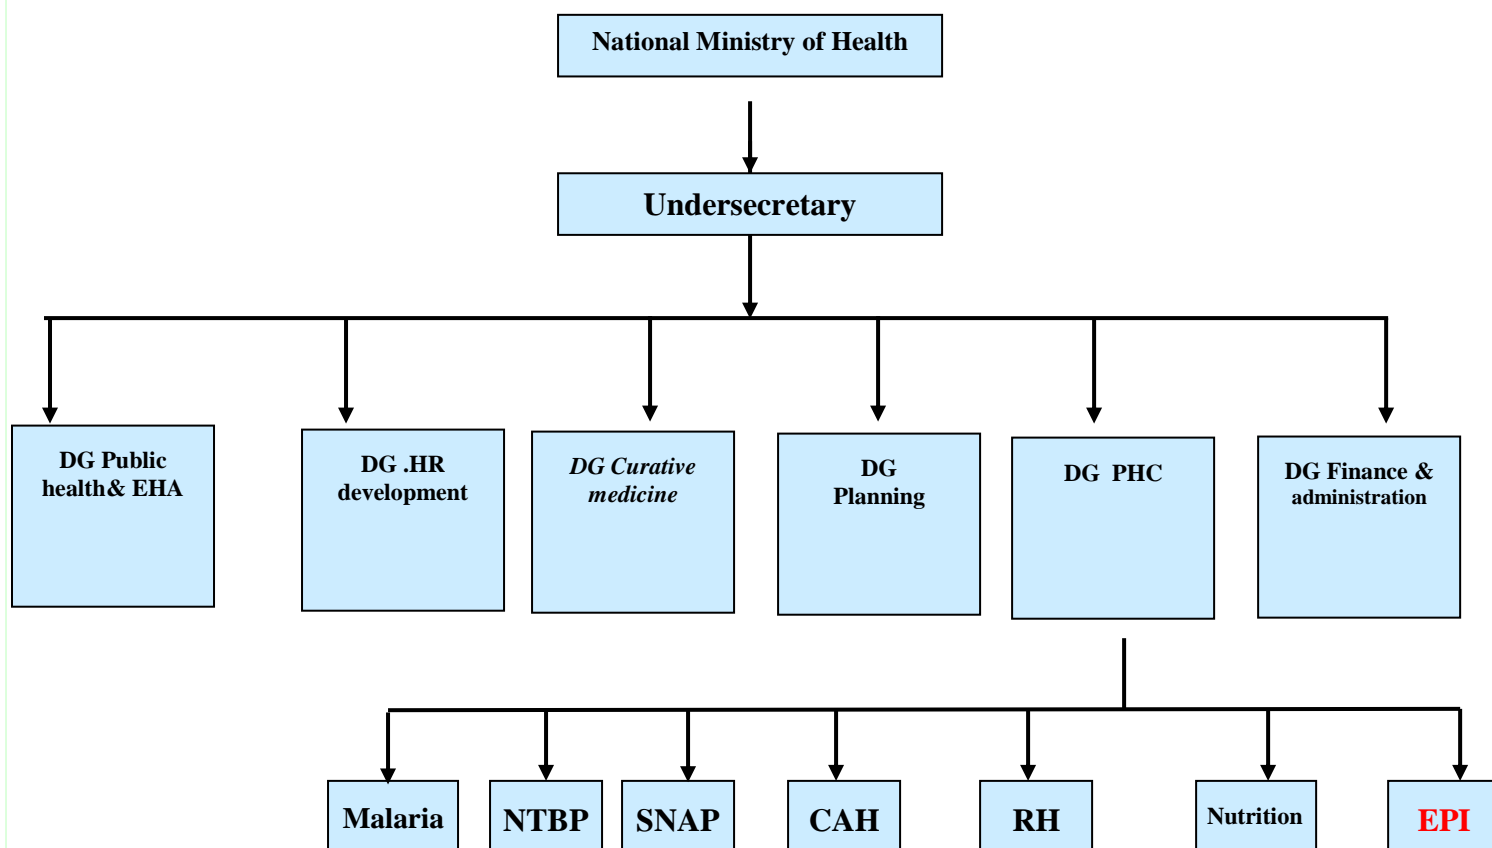 National Ministry of Health
Undersecretary
DG Public
health& EHA
DG .HR
development
DG Curative
medicine
DG
Planning
DG PHC
DG Finance &
administration
Malaria
NTBP
SNAP
CAH
RH
Nutrition
EPI